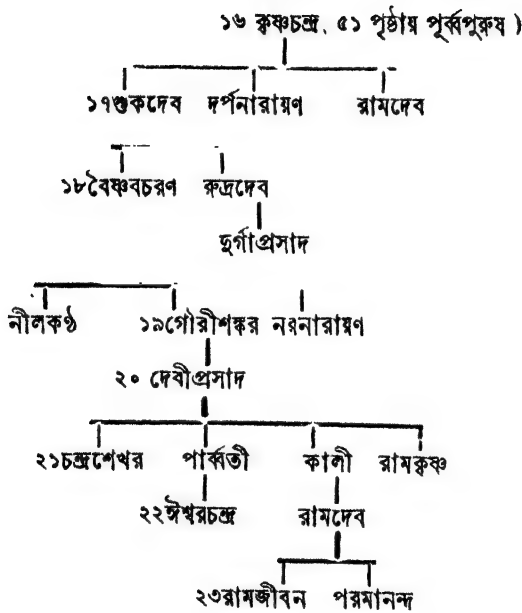 ১৬ কৃষ্ণচন্দ্র, ৫১ পৃষ্ঠায় পূর্ব্বপুরুষ )
১৭শুকদেব দর্পনারায়ণ রামদেব
১৮বৈষ্ণবচরণ রুদ্রদেব
দুর্গাপ্রসাদ
নীলকণ্ঠ ১৯গৌরীশঙ্কর নরনারায়ণ
২০ দেবীপ্রসাদ
২১চন্দ্রশেখর পার্ব্বতী কালী রামকৃষ্ণ
২২ঈশ্বরচন্দ্র রামদেব
২৩রামজীবন পরমানন্দ